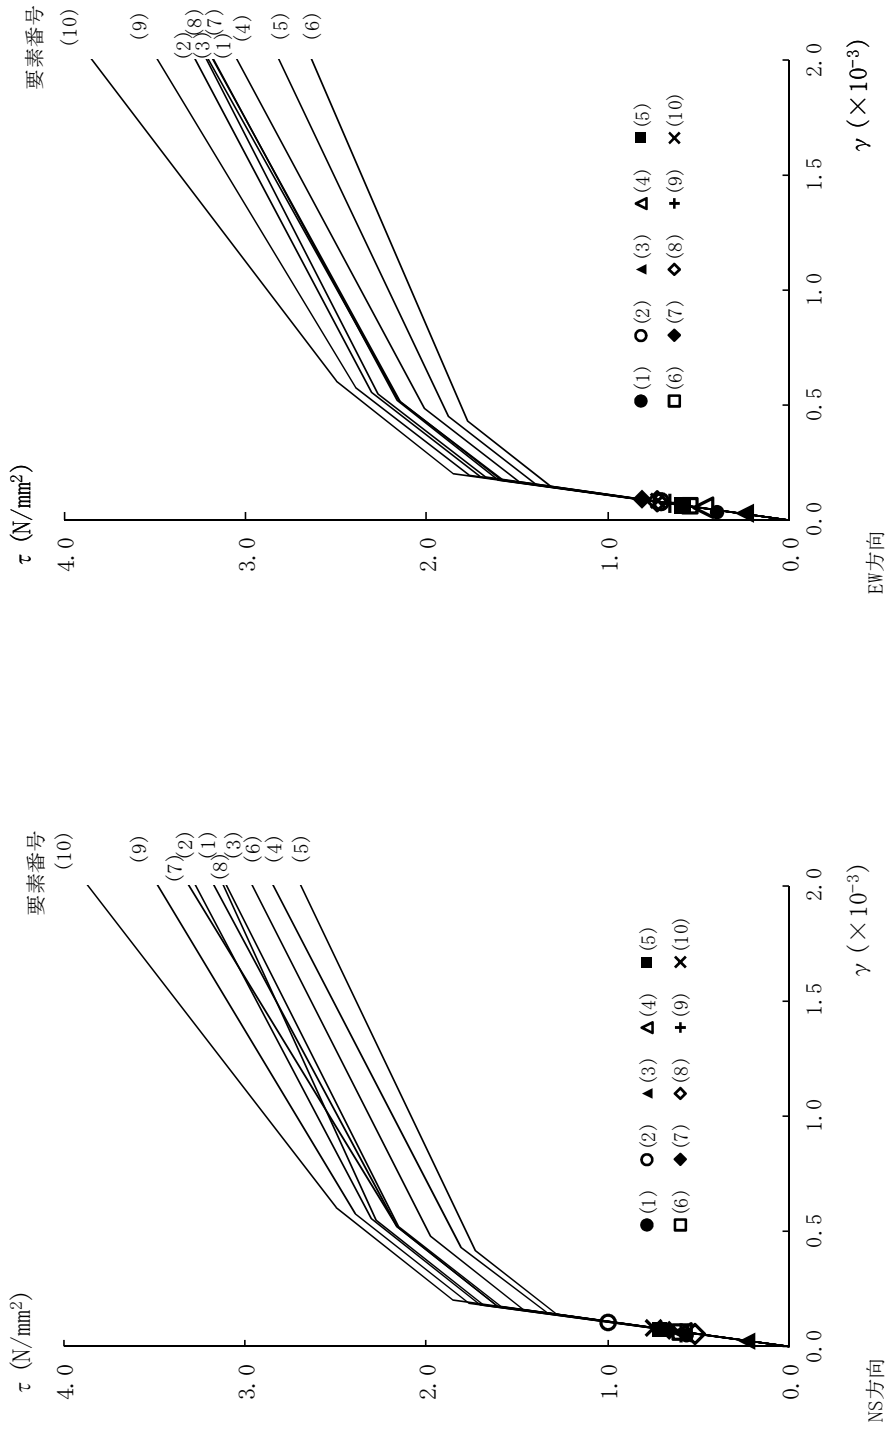 τ (N/mm²)
要素番号
4.0
3.0
2.0
1.0
0.0
(10)
(9)
(7)
(2)
(1)
(8)
(3)
(6)
(4)
(5)
●(1) ○(2) ▲(3) △(4) ■(5)
□(6) ◆(7) ◇(8) +(9) ×(10)
0.0 0.5 1.0 1.5 2.0
γ (×10⁻³)
NS方向
τ (N/mm²)
要素番号
4.0
3.0
2.0
1.0
0.0
(10)
(9)
(2)
(8)
(3)
(7)
(1)
(4)
(5)
(6)
●(1) ○(2) ▲(3) △(4) ■(5)
□(6) ◆(7) ◇(8) +(9) ×(10)
0.0 0.5 1.0 1.5 2.0
γ (×10⁻³)
EW方向